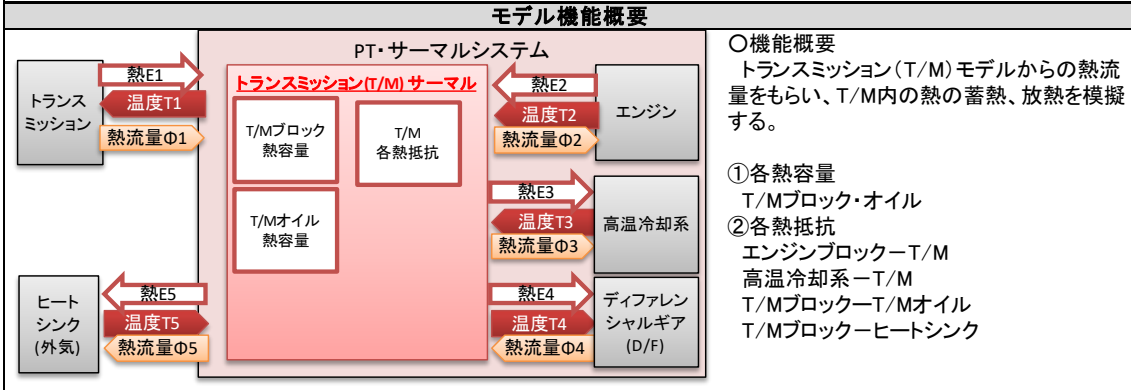 モデル機能概要
PT・サーマルシステム
トランスミッション(T/M) サーマル
T/Mブロック
熱容量
T/M
各熱抵抗
T/Mオイル
熱容量
トランス
ミッション
熱E1
温度T1
熱流量Φ1
熱E2
温度T2
熱流量Φ2
エンジン
熱E3
温度T3
熱流量Φ3
高温冷却系
ヒート
シンク
(外気)
熱E5
温度T5
熱流量Φ5
熱E4
温度T4
熱流量Φ4
ディファレン
シャルギア
(D/F)
○機能概要
トランスミッション(T/M)モデルからの熱流
量をもらい、T/M内の熱の蓄熱、放熱を模擬
する。
①各熱容量
T/Mブロック・オイル
②各熱抵抗
エンジンブロック－T/M
高温冷却系－T/M
T/Mブロック―T/Mオイル
T/Mブロック－ヒートシンク